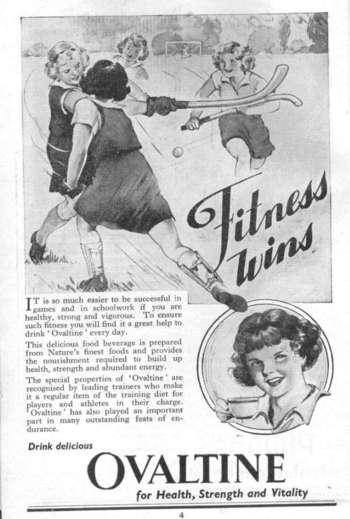 Fitness
Wins
IT is so much easier to be successful in
games and in schoolwork if you are
healthy, strong and vigorous. To ensure
such fitness you will find it a great help to
drink ' Ovaltine ' every day.
This delicious food beverage is prepared
from Nature's finest foods and provides
the nourishment required to build up
health, strength and abundant energy.
The special properties of ' Ovaltine ' are
recognised by leading trainers who make
it a regular item of the training diet for
players and athletes in their charge.
' Ovaltine ' has also played an important
part in many outstanding feats of en-
durance.
Drink delicious
OVALTINE
for Health, Strength and Vitality
4